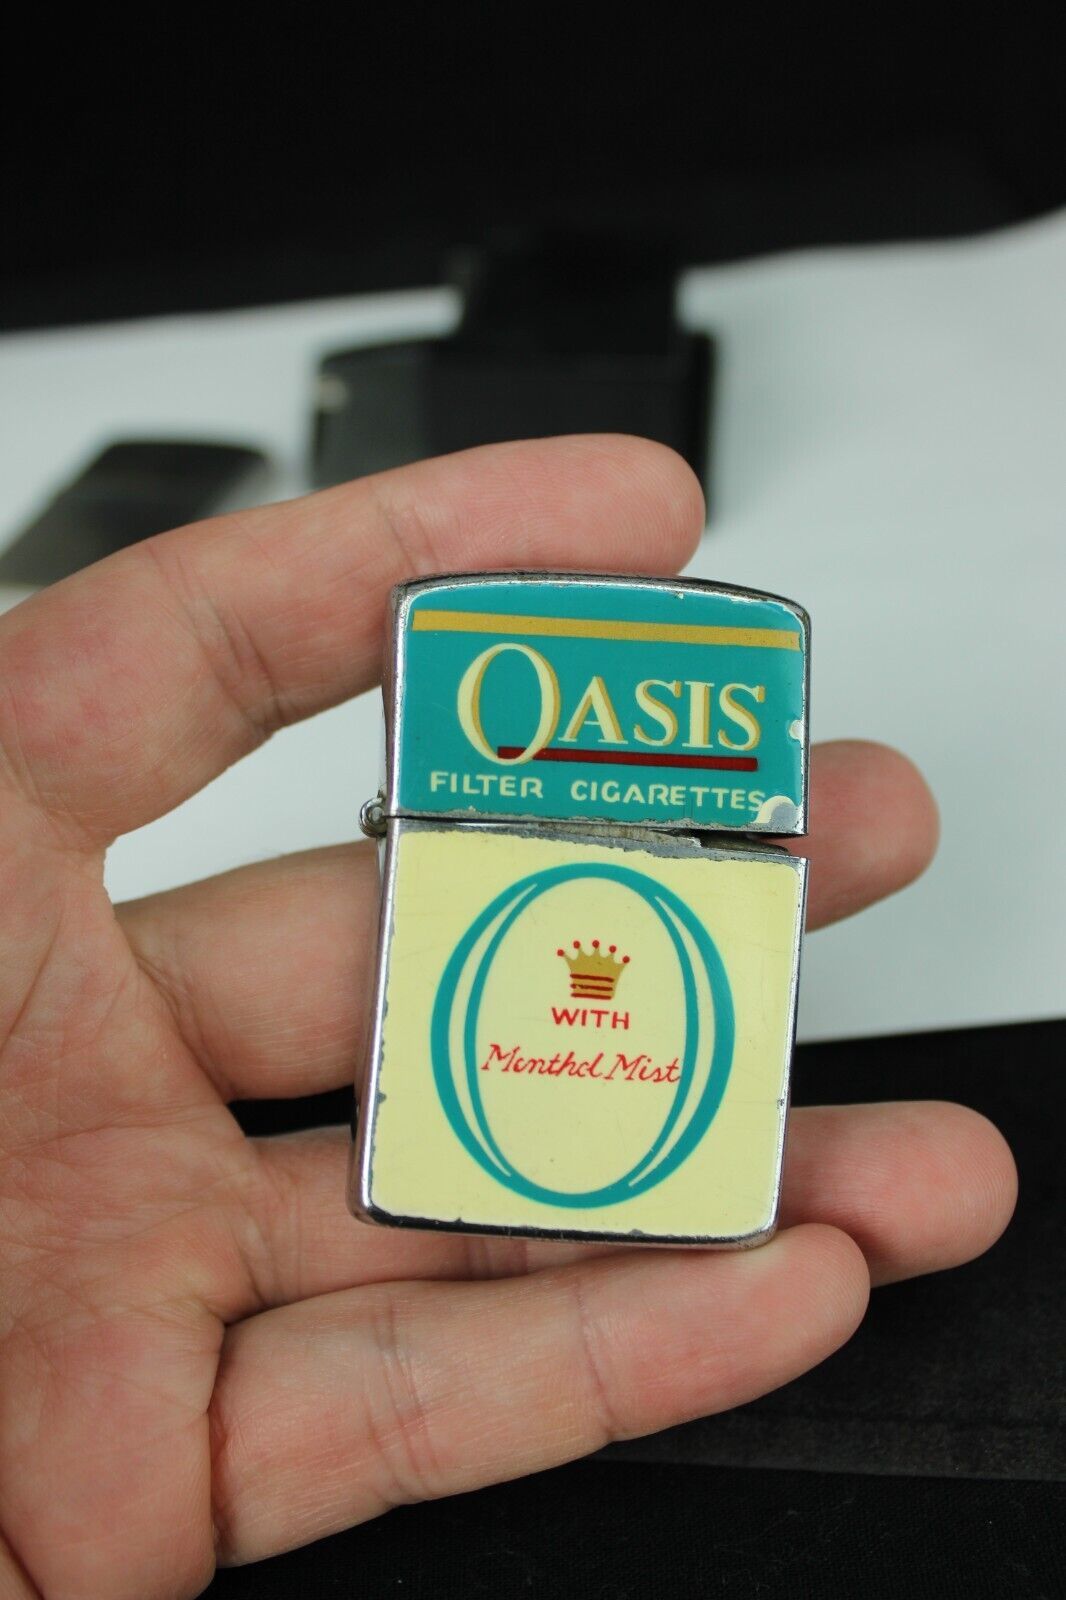 OASIS
FILTER CIGARETTES
WITH
Menthol Mist